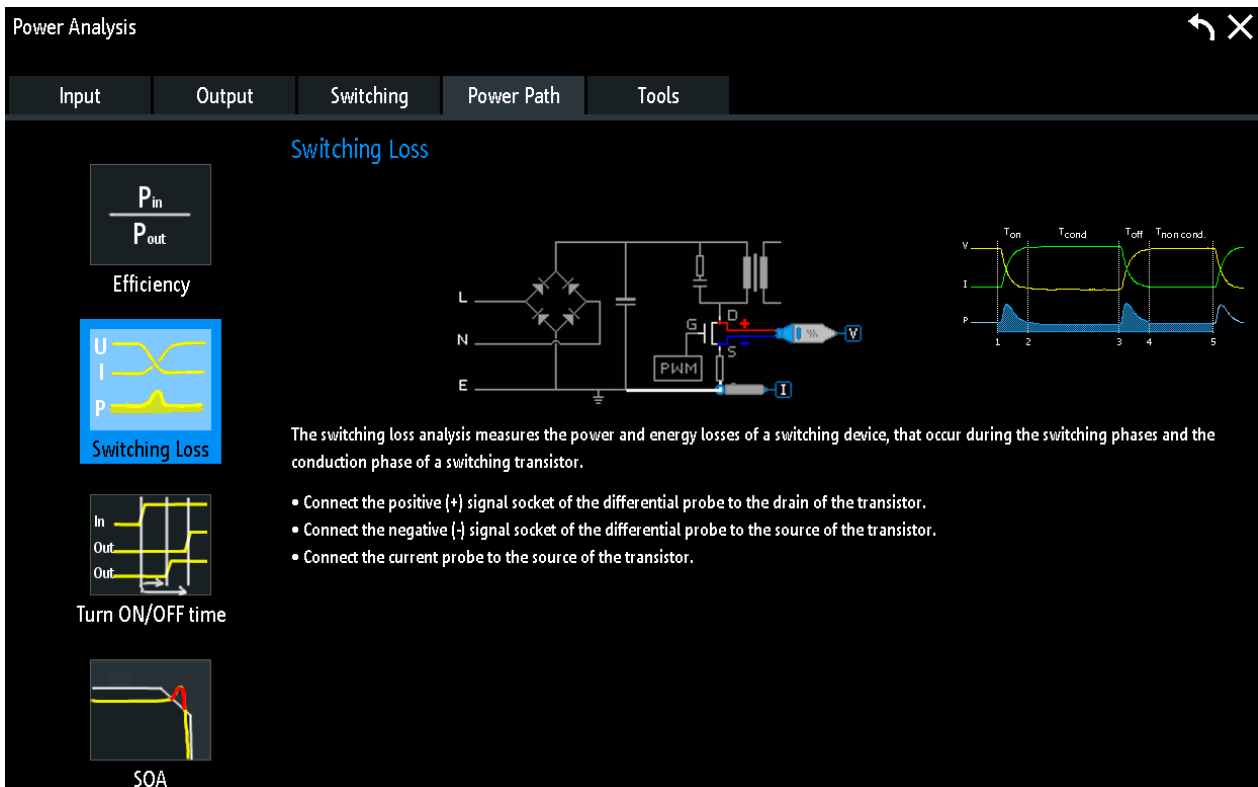 Power Analysis
Input Output Switching Power Path Tools
Switching Loss
Pin
Pout
Efficiency
U
I
P
Switching Loss
In
Out
Out
Turn ON/OFF time
SOA
L
N
E
G
D
+
-
S
PWM
V
I
Ton Tcond Toff Tnon cond.
V
I
P
1 2 3 4 5
The switching loss analysis measures the power and energy losses of a switching device, that occur during the switching phases and the
conduction phase of a switching transistor.
• Connect the positive (+) signal socket of the differential probe to the drain of the transistor.
• Connect the negative (-) signal socket of the differential probe to the source of the transistor.
• Connect the current probe to the source of the transistor.